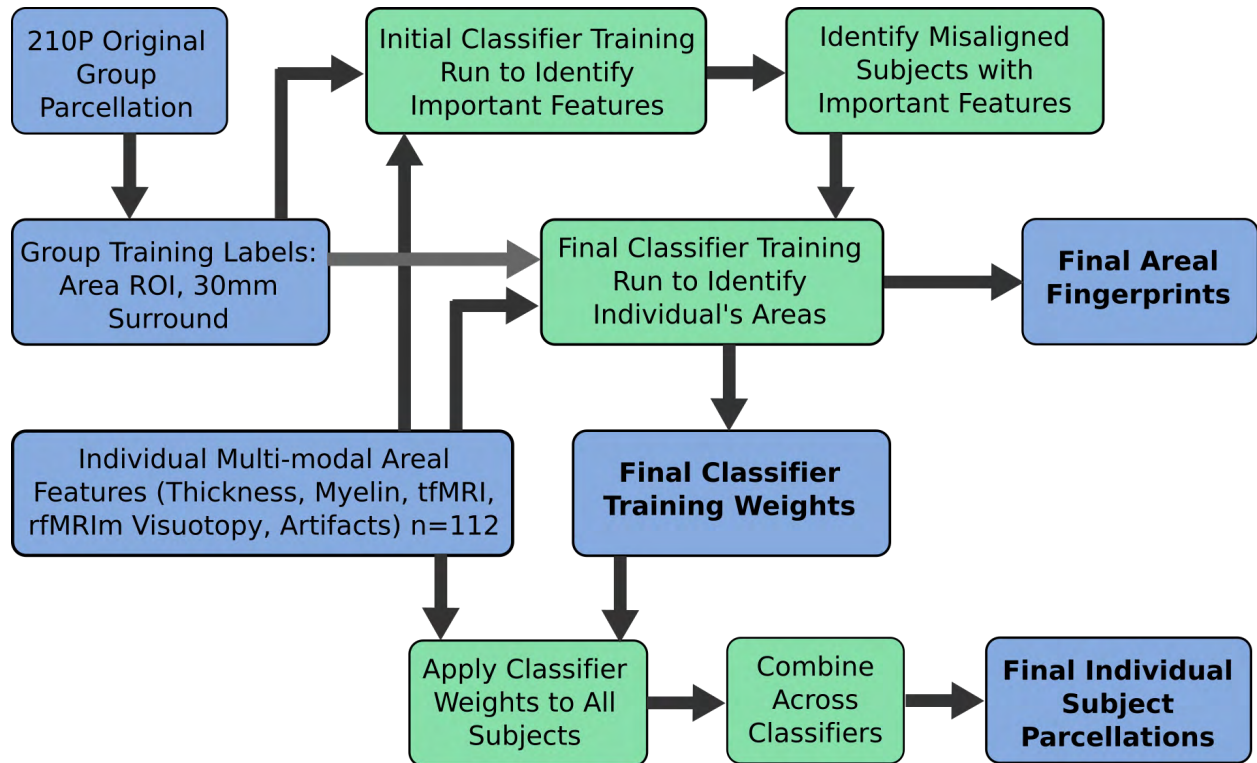 210P Original
Group
Parcellation
Initial Classifier Training
Run to Identify
Important Features
Identify Misaligned
Subjects with
Important Features
Group Training Labels:
Area ROI, 30mm
Surround
Final Classifier Training
Run to Identify
Individual's Areas
Final Areal
Fingerprints
Individual Multi-modal Areal
Features (Thickness, Myelin, tfMRI,
rfMRIm Visuotopy, Artifacts) n=112
Final Classifier
Training Weights
Apply Classifier
Weights to All
Subjects
Combine
Across
Classifiers
Final Individual
Subject
Parcellations